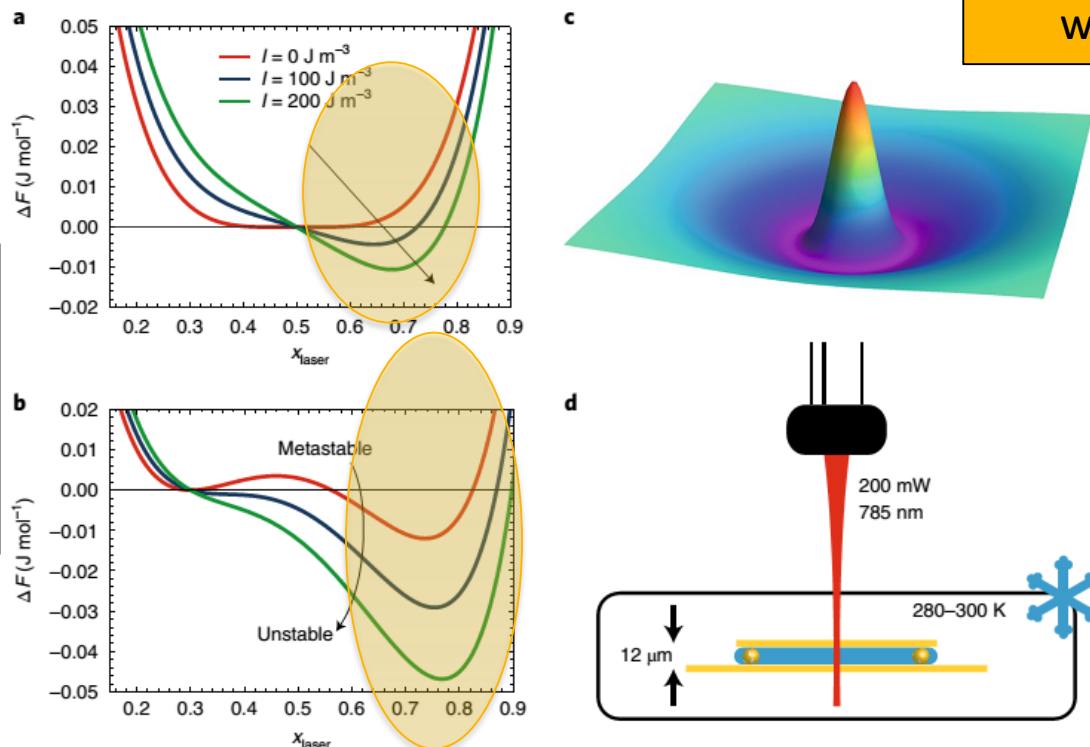 a
0.05
0.04
0.03
0.02
0.01
0.00
–0.01
–0.02
ΔF (J mol⁻¹)
I = 0 J m⁻³
I = 100 J m⁻³
I = 200 J m⁻³
0.2 0.3 0.4 0.5 0.6 0.7 0.8 0.9
x_laser
b
0.02
0.01
0.00
–0.01
–0.02
–0.03
–0.04
–0.05
ΔF (J mol⁻¹)
Metastable
Unstable
0.2 0.3 0.4 0.5 0.6 0.7 0.8 0.9
x_laser
c
d
200 mW
785 nm
280–300 K
12 μm